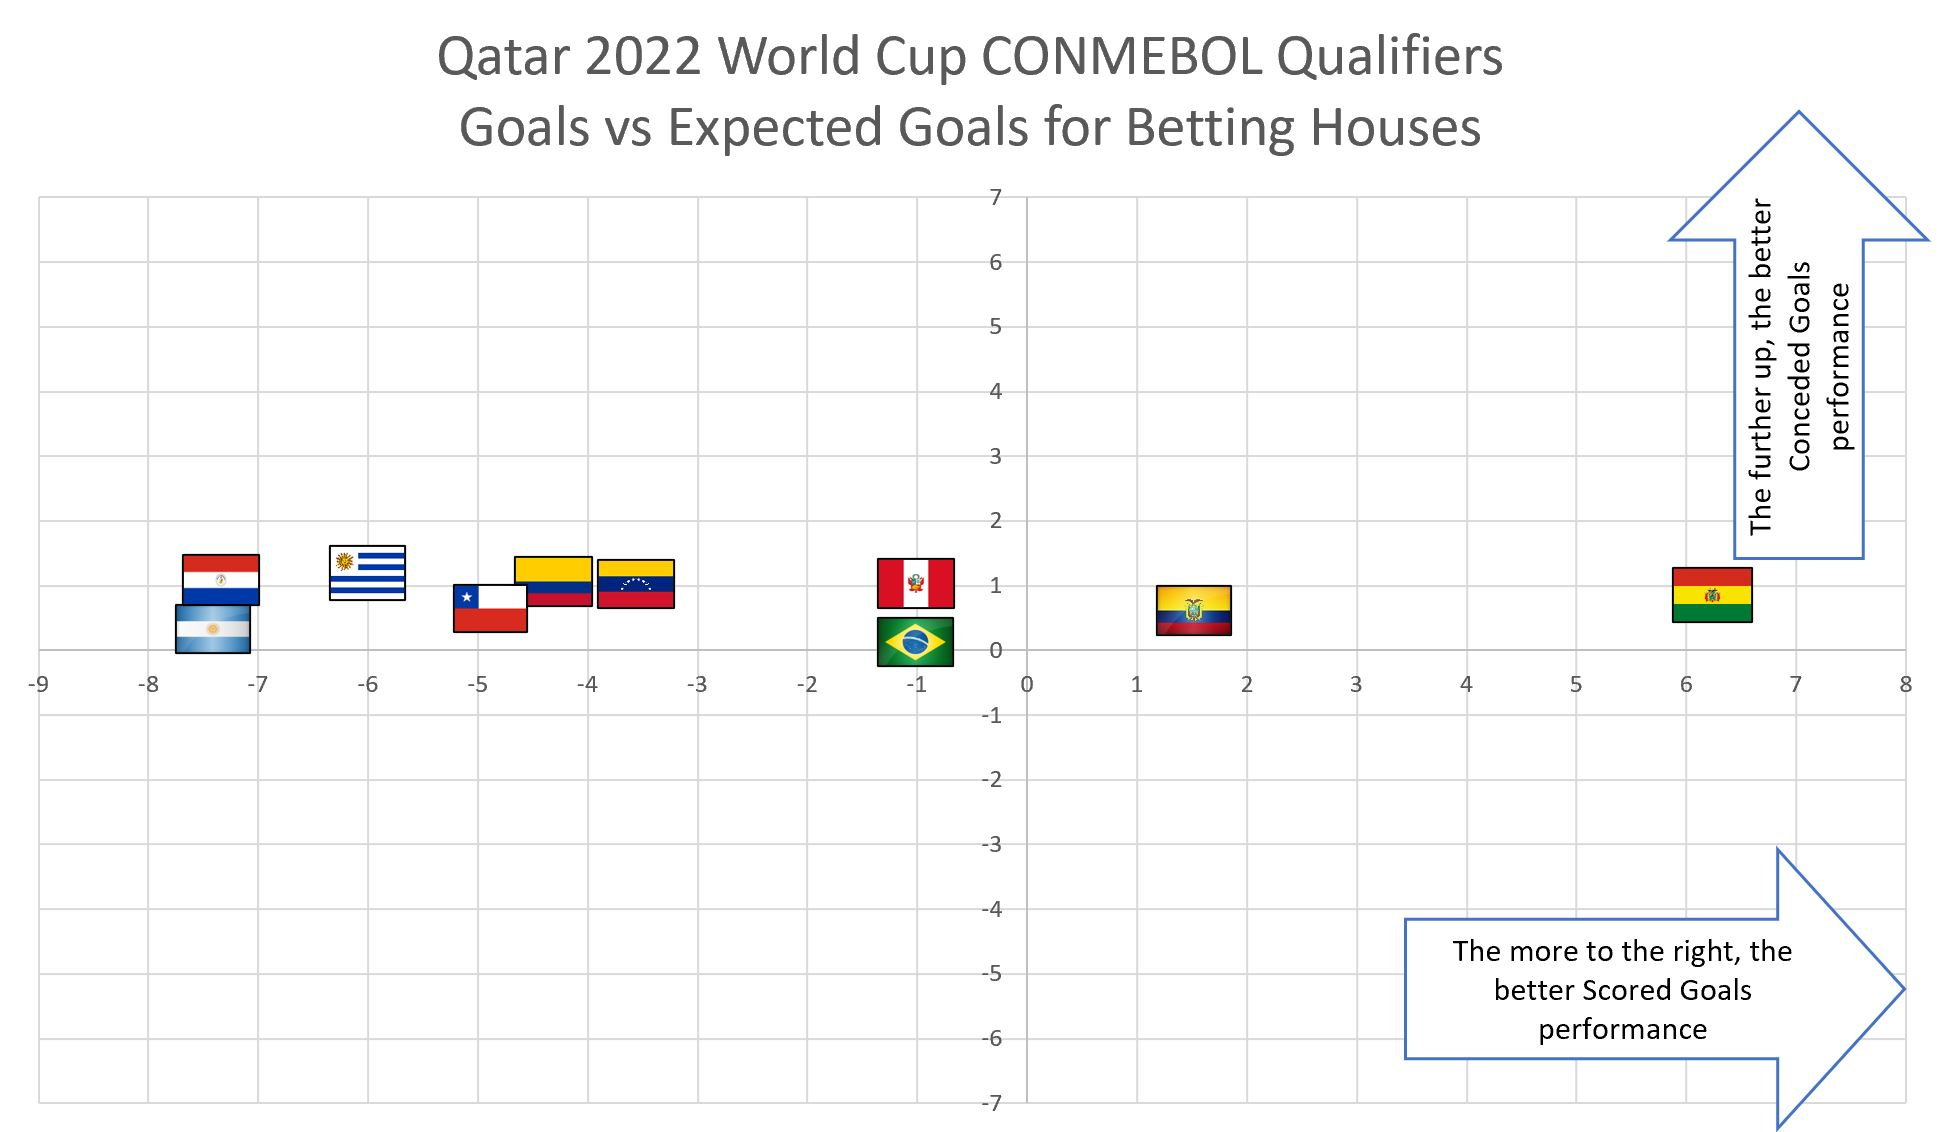 Qatar 2022 World Cup CONMEBOL Qualifiers
Goals vs Expected Goals for Betting Houses
The further up, the better
Conceded Goals
performance
7
6
5
4
3
2
1
0
-9 -8 -7 -6 -5 -4 -3 -2 -1 0 1 2 3 4 5 6 7 8
-1
-2
-3
-4
-5
-6
-7
The more to the right, the
better Scored Goals
performance